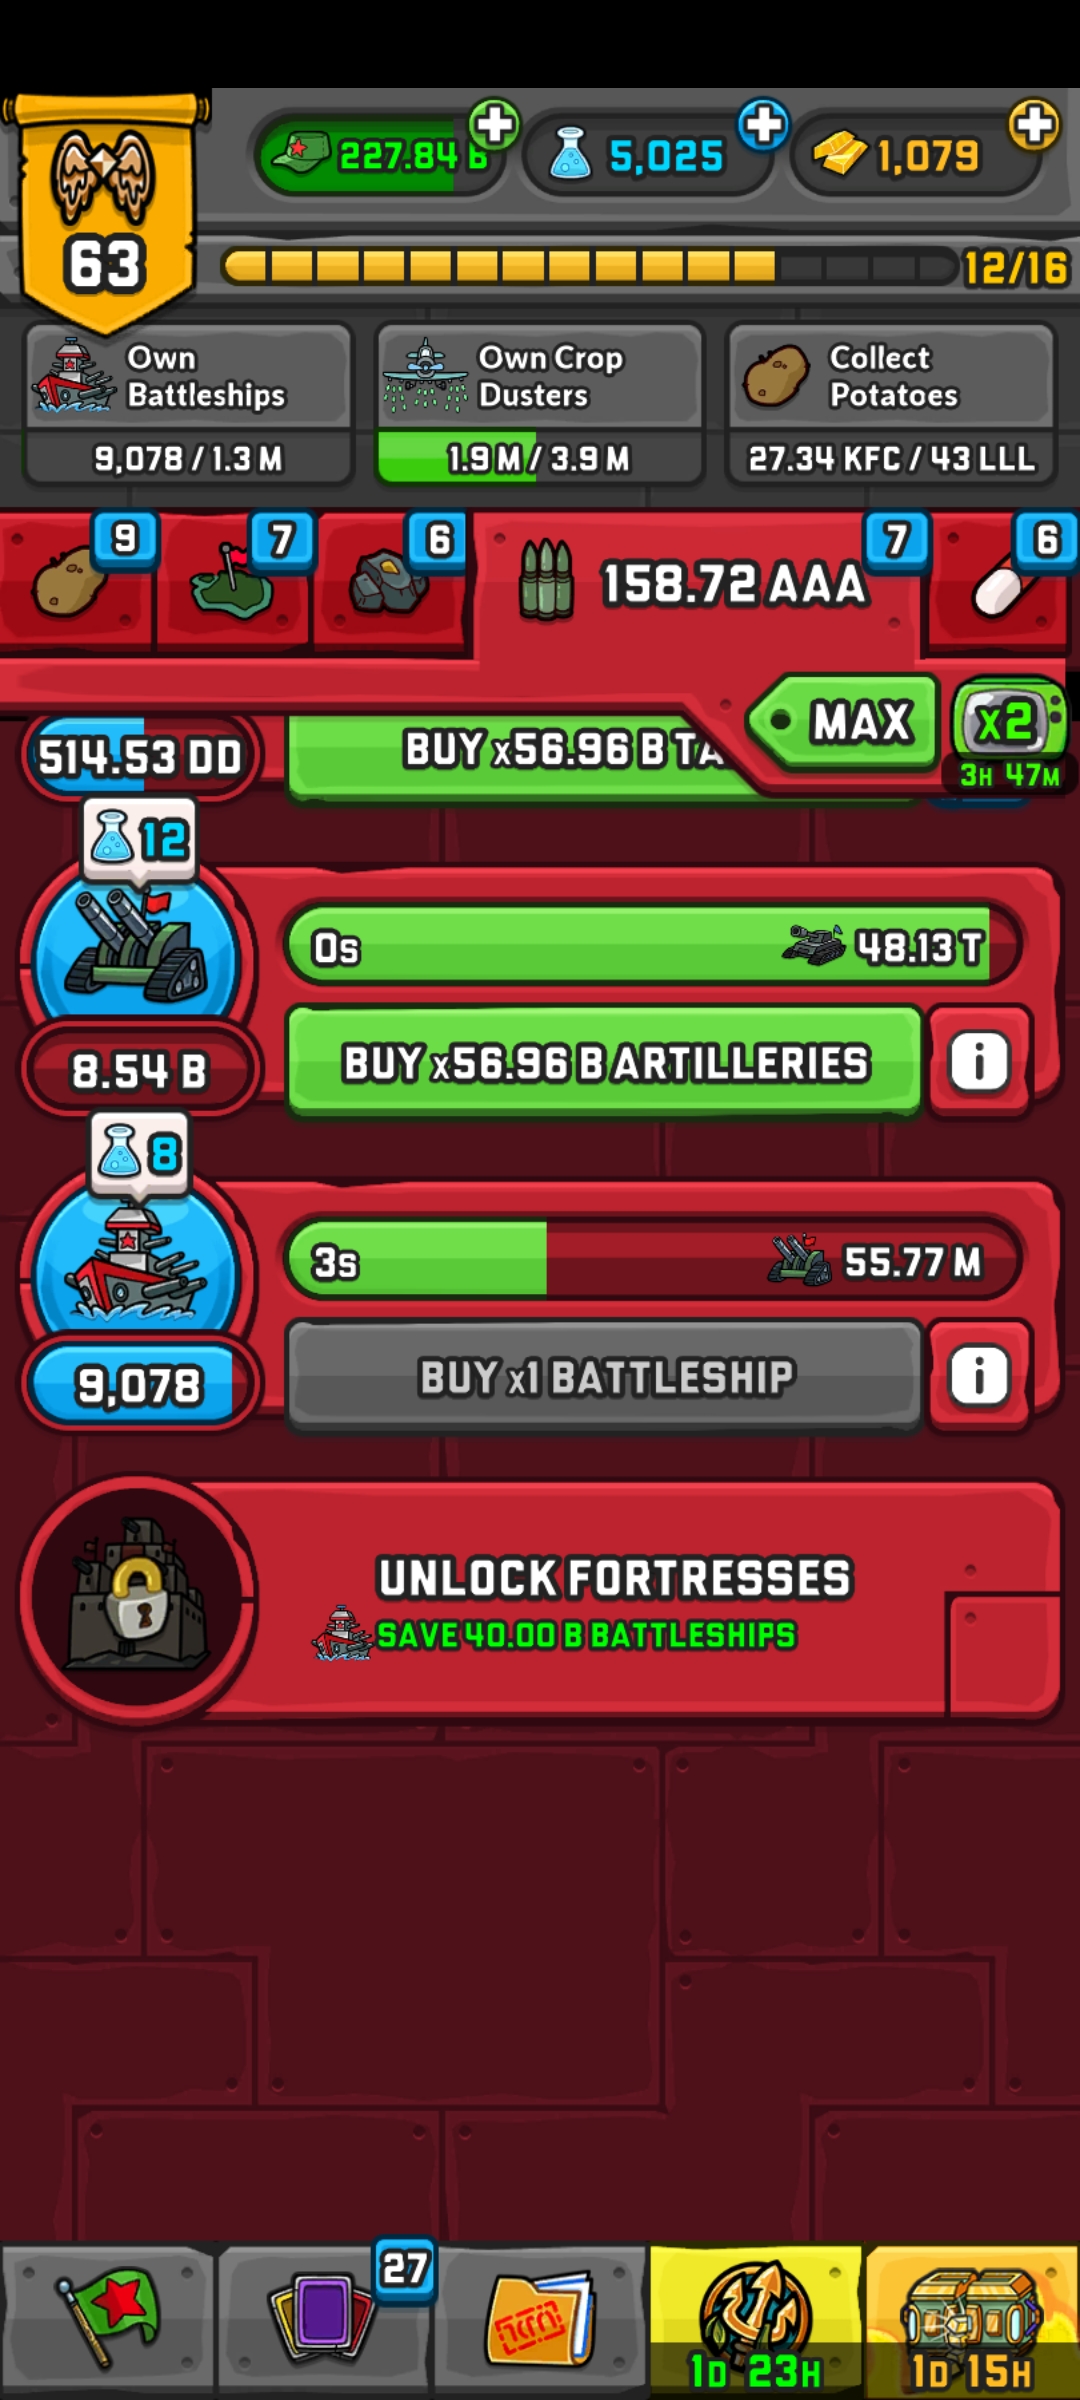 227.84 B
5,025
1,079
63
12/16
Own
Battleships
9,078 / 1.3 M
Own Crop
Dusters
1.9 M / 3.9 M
Collect
Potatoes
27.34 KFC / 43 LLL
9
7
6
158.72 AAA
7
6
MAX
x2
3H 47M
514.53 DD
BUY x56.96 B TA
12
0s
48.13 T
8.54 B
BUY x56.96 B ARTILLERIES
i
8
3s
55.77 M
9,078
BUY x1 BATTLESHIP
i
UNLOCK FORTRESSES
SAVE 40.00 B BATTLESHIPS
27
1D 23H
1D 15H